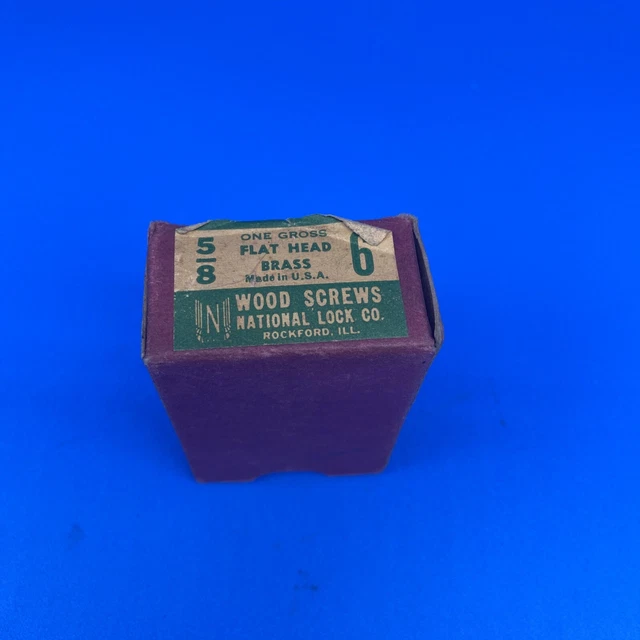 ONE GROSS
5/8 FLAT HEAD 6
BRASS
Made in U.S.A.
N WOOD SCREWS
NATIONAL LOCK CO.
ROCKFORD, ILL.